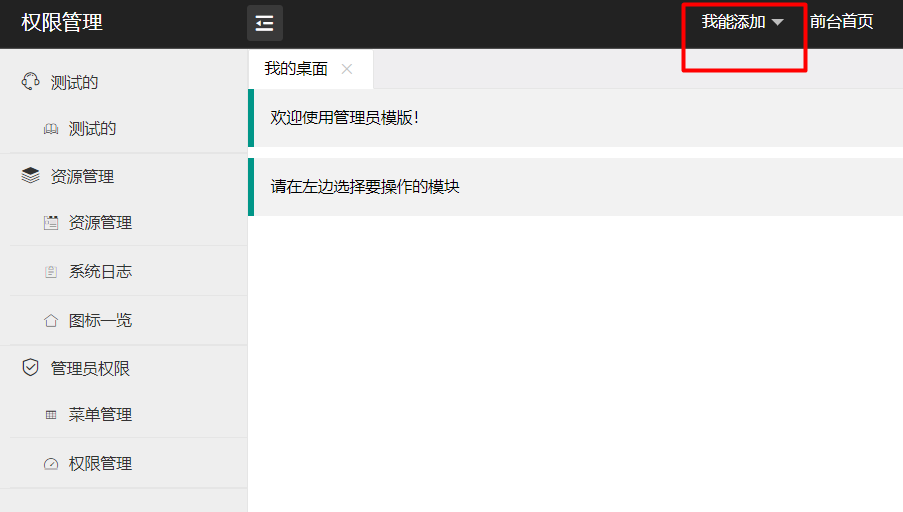 权限管理
我能添加 前台首页
测试的
测试的
资源管理
资源管理
系统日志
图标一览
管理员权限
菜单管理
权限管理
我的桌面
欢迎使用管理员模版！
请在左边选择要操作的模块